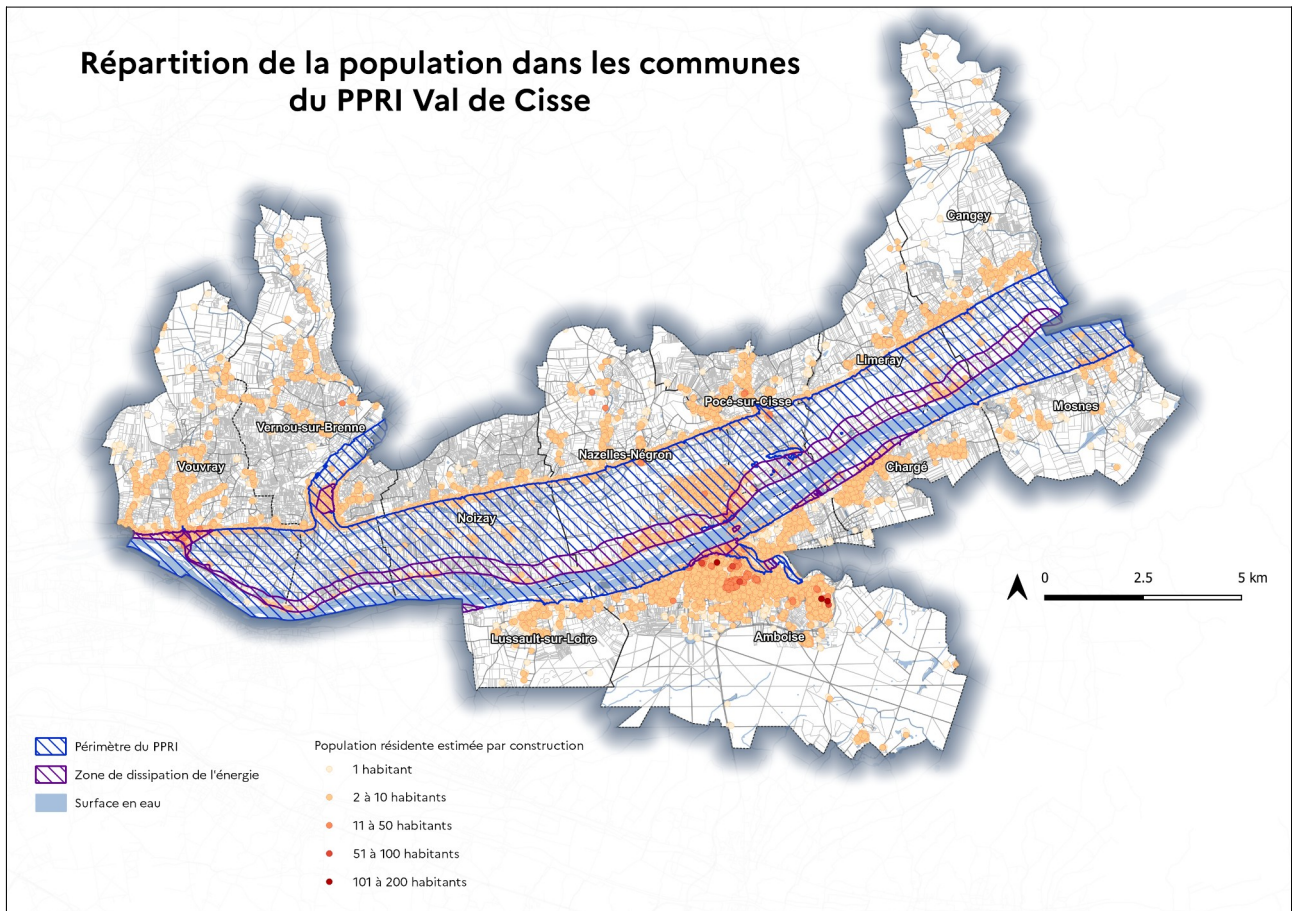 Répartition de la population dans les communes
du PPRI Val de Cisse
Cangey
Limeray
Pocé-sur-Cisse
Mosnes
Vernou-sur-Brenne
Nazelles-Négron
Vouvray
Chargé
Noizay
0 2.5 5 km
Lussault-sur-Loire
Amboise
Périmètre du PPRI
Zone de dissipation de l'énergie
Surface en eau
Population résidente estimée par construction
1 habitant
2 à 10 habitants
11 à 50 habitants
51 à 100 habitants
101 à 200 habitants